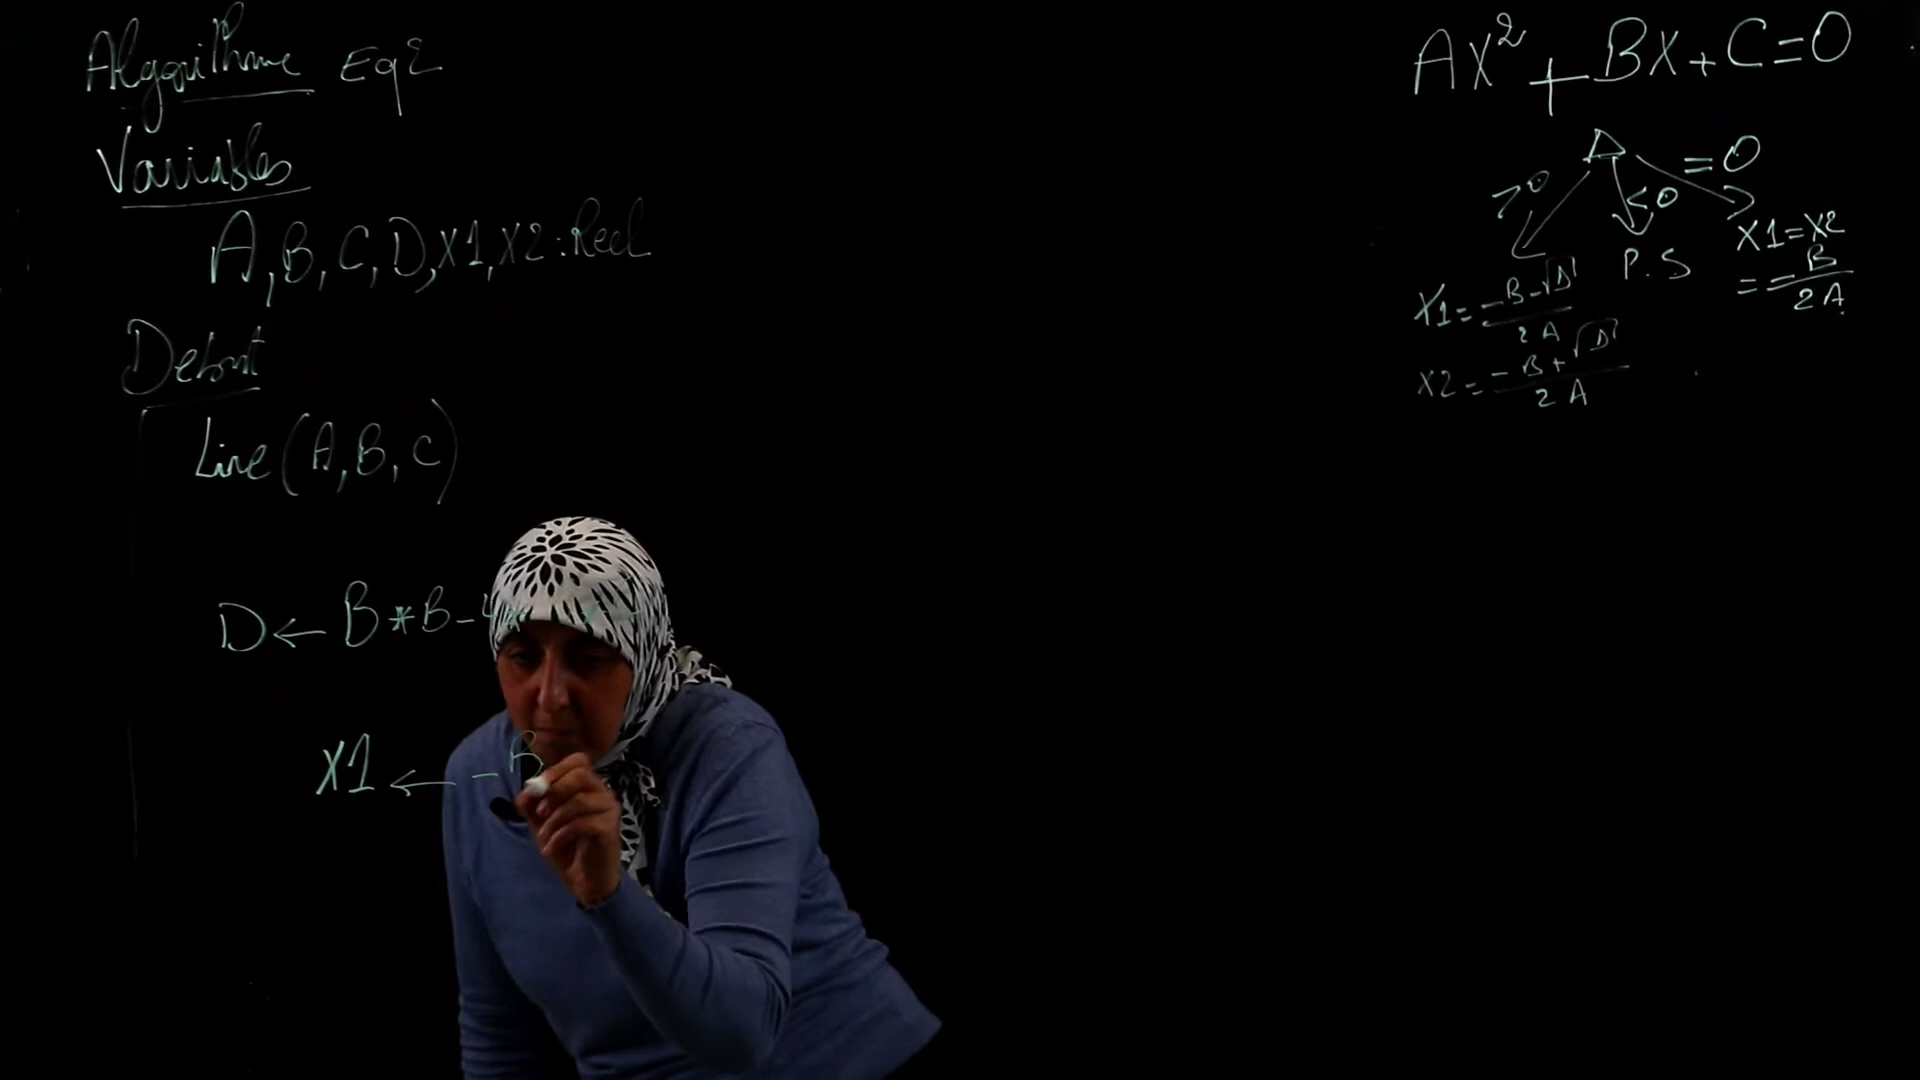 Algorithme Eq2
Variables
A, B, C, D, X1, X2 : Reel
Debut
Lire (A, B, C)
D ← B * B - 4 *
X1 ← - B
AX² + BX + C = 0
Δ
> 0
< 0
= 0
X1 = (-B - √D) / 2A
X2 = (-B + √D) / 2A
P.S
X1 = X2
= -B / 2A